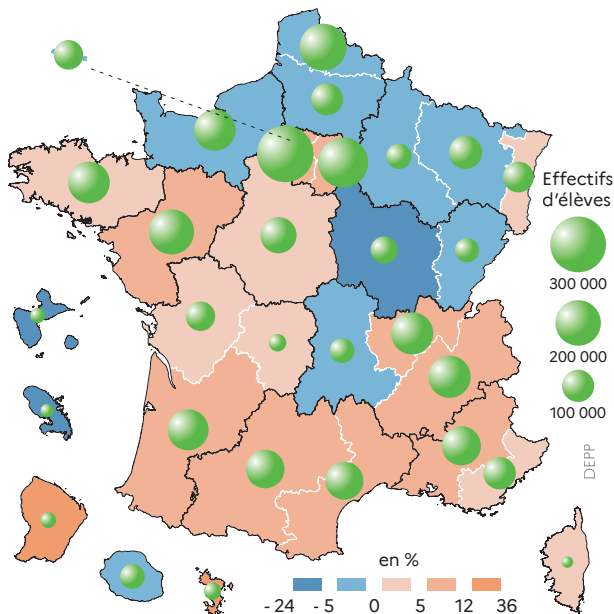 Effectifs
d'élèves
300 000
200 000
100 000
DEPP
en %
- 24 - 5 0 5 12 36